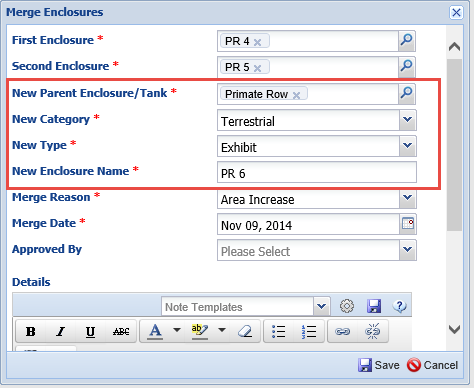 Merge Enclosures
First Enclosure * PR 4
Second Enclosure * PR 5
New Parent Enclosure/Tank * Primate Row
New Category * Terrestrial
New Type * Exhibit
New Enclosure Name * PR 6
Merge Reason * Area Increase
Merge Date * Nov 09, 2014
Approved By Please Select
Details
Note Templates
B I U ABC A ab
Save Cancel